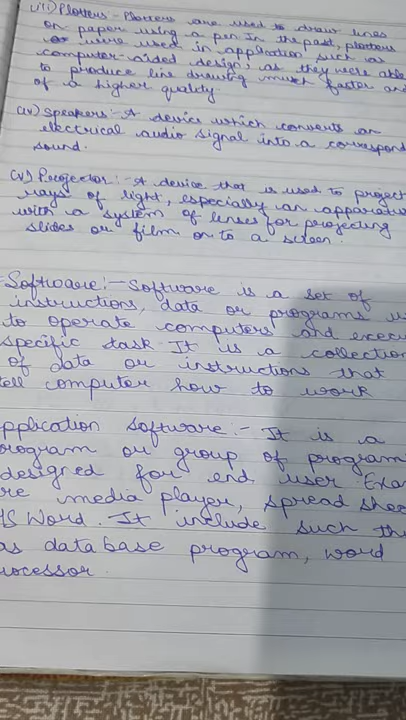 (iii) Plotters:- Plotters are used to draw lines
on paper using a pen In the past, plotters
or were used in application such as
computer-aided design, as they were able
to produce line drawing much faster and
of a higher quality
(iv) Speakers:- A device which converts an
electrical audio signal into a correspond
sound.
(v) Projector:- A device that is used to project
rays of light, especially an apparatus
with a system of lenses for projecting
slides or film on to a screen.
Software:- Software is a set of
instructions, data or programs u
to operate computers and execu
specific task. It is a collection
of data or instructions that
tell computer how to work
pplication Software:- It is a
rogram or group of program
designed for end user. Exa
re media player, spread shee
S Word. It include such th
as database program, word
rocessor.